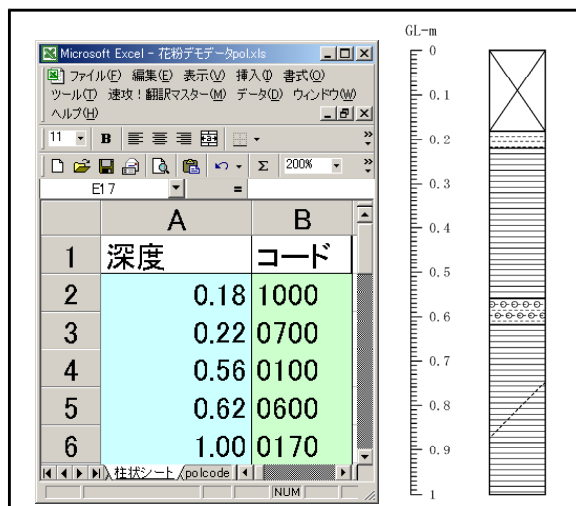 Microsoft Excel - 花粉デモデータpol.xls
ファイル(F) 編集(E) 表示(V) 挿入(I) 書式(O)
ツール(T) 速攻!翻訳マスター(M) データ(D) ウィンドウ(W)
ヘルプ(H)
11 B
200%
E17 =
A B
1 深度 コード
2 0.18 1000
3 0.22 0700
4 0.56 0100
5 0.62 0600
6 1.00 0170
柱状シート polcode
NUM
GL-m
0
0.1
0.2
0.3
0.4
0.5
0.6
0.7
0.8
0.9
1